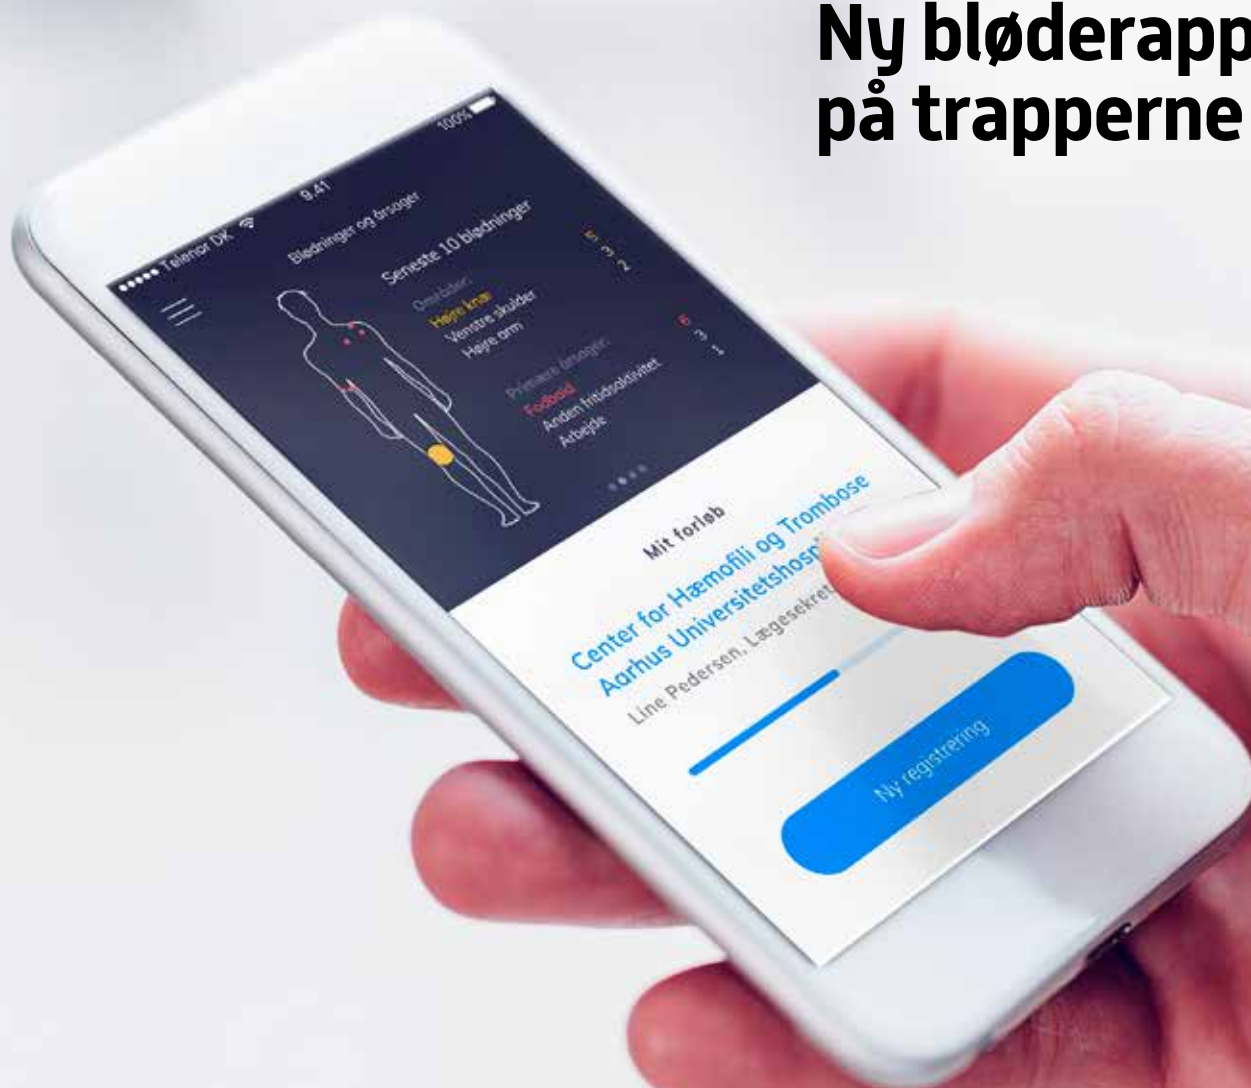 Ny bløderapp
på trapperne
Telenor DK
9.41
100%
Blødninger og årsager
Seneste 10 blødninger
Områder:
Højre knæ 5
Venstre skulder 3
Højre arm 2
Primære årsager:
Fodbold 6
Anden fritidsaktivitet 3
Arbejde 1
Mit forløb
Center for Hæmofili og Trombose
Aarhus Universitetshosp
Line Pedersen, Lægesekret
Ny registrering